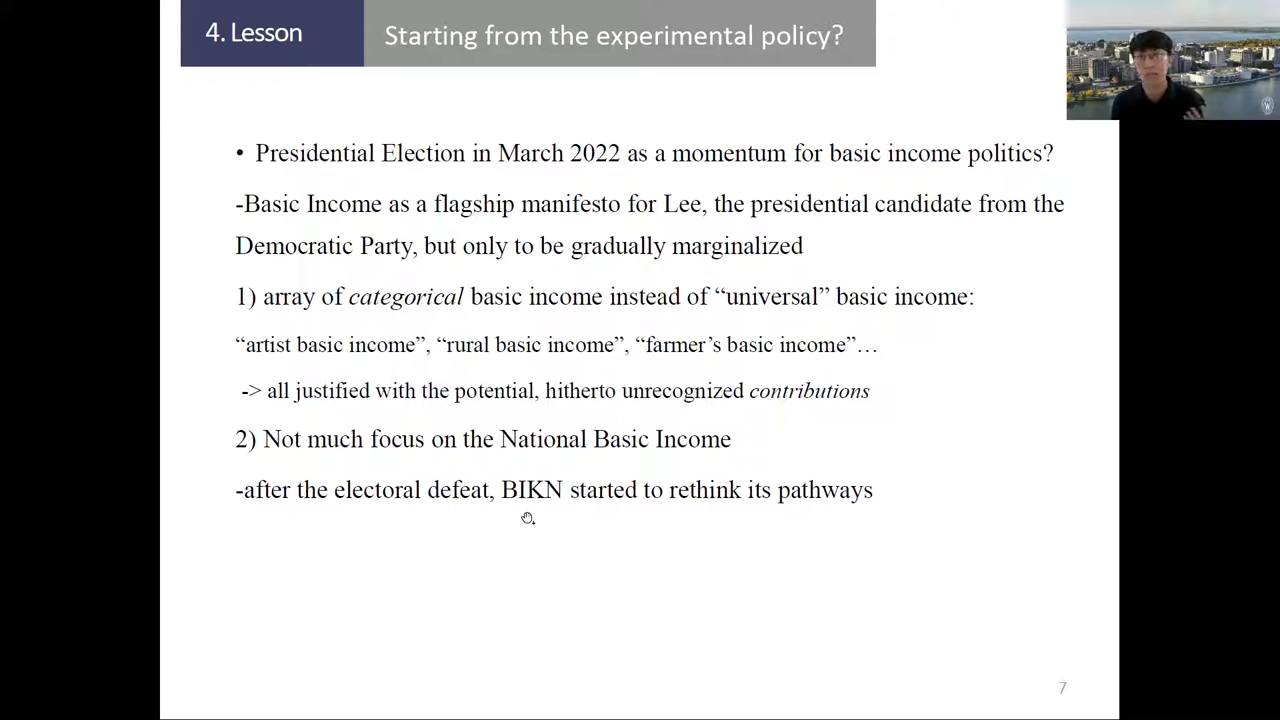 4. Lesson
Starting from the experimental policy?
• Presidential Election in March 2022 as a momentum for basic income politics?
-Basic Income as a flagship manifesto for Lee, the presidential candidate from the
Democratic Party, but only to be gradually marginalized
1) array of categorical basic income instead of “universal” basic income:
“artist basic income”, “rural basic income”, “farmer’s basic income”…
-> all justified with the potential, hitherto unrecognized contributions
2) Not much focus on the National Basic Income
-after the electoral defeat, BIKN started to rethink its pathways
7
W